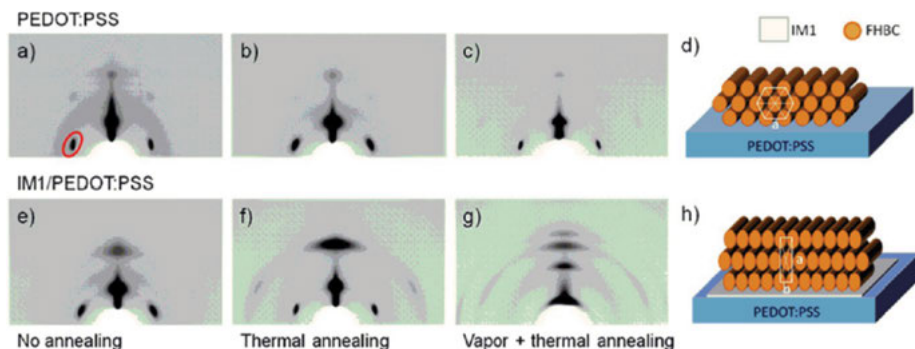 PEDOT:PSS
a)
b)
c)
d)
IM1
FHBC
a
PEDOT:PSS
IM1/PEDOT:PSS
e)
f)
g)
h)
a
b
PEDOT:PSS
No annealing
Thermal annealing
Vapor + thermal annealing